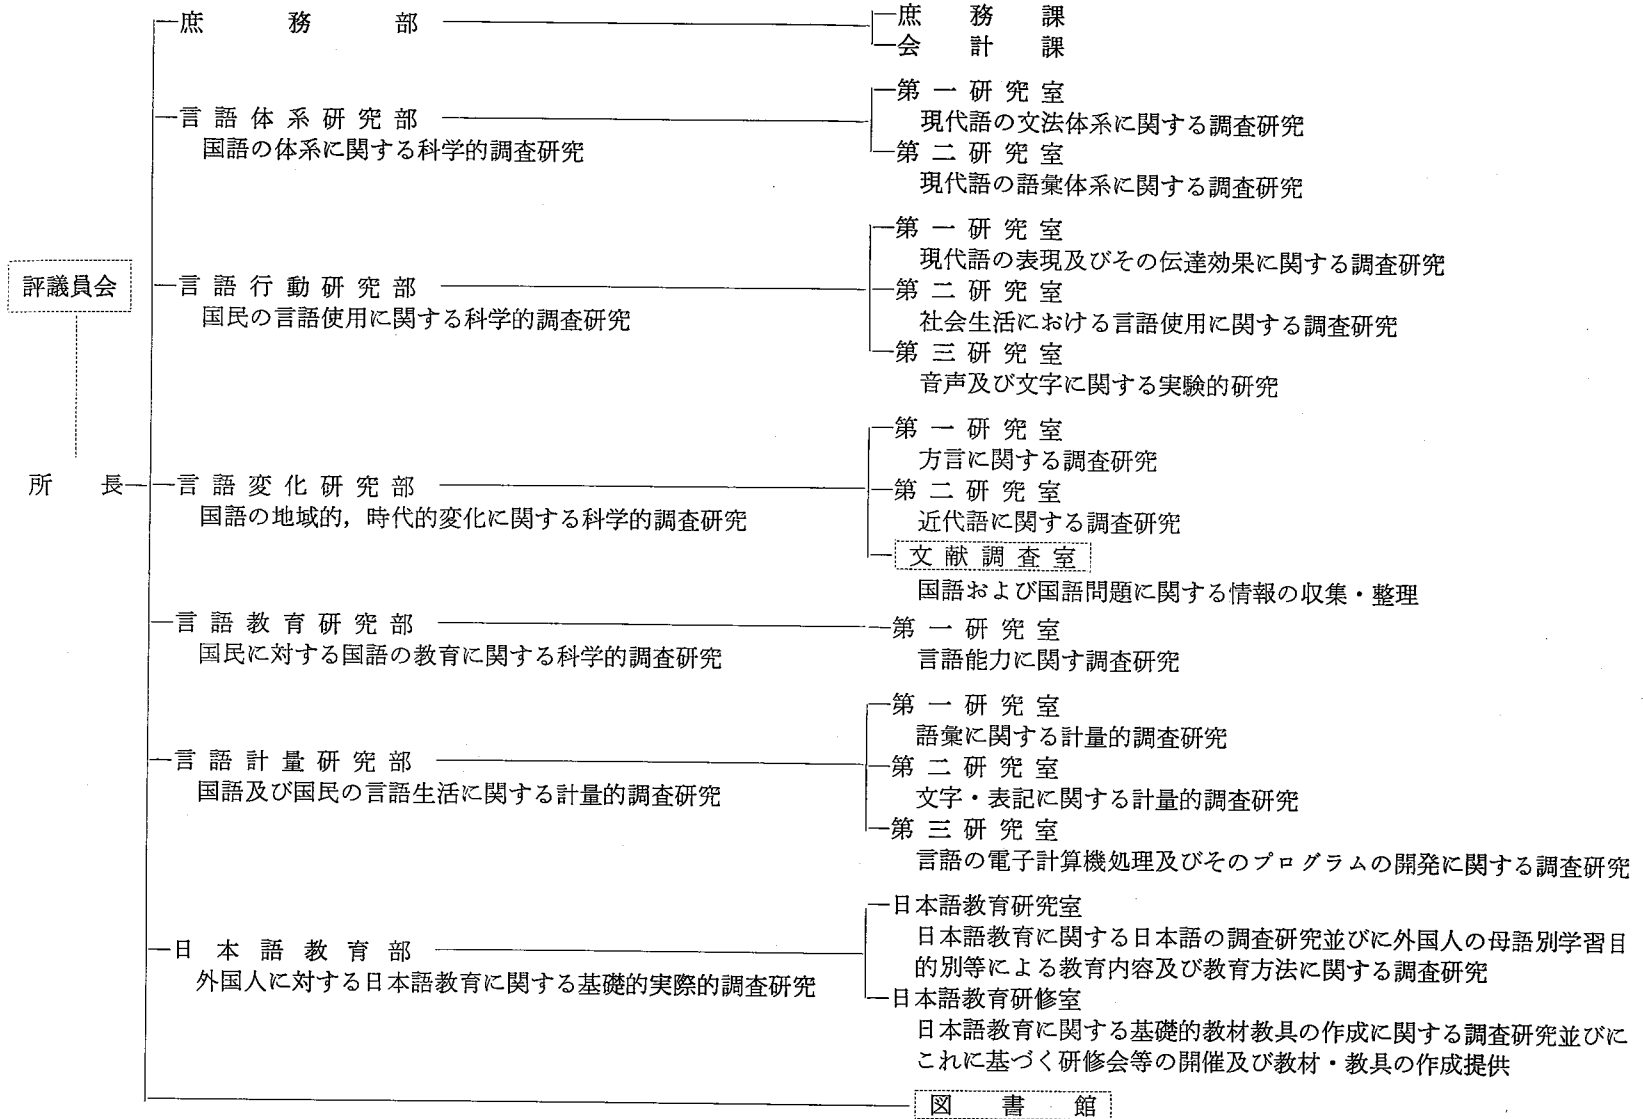 庶務部
庶務課
会計課
言語体系研究部
国語の体系に関する科学的調査研究
第一研究室
現代語の文法体系に関する調査研究
第二研究室
現代語の語彙体系に関する調査研究
評議員会
言語行動研究部
国民の言語使用に関する科学的調査研究
第一研究室
現代語の表現及びその伝達効果に関する調査研究
第二研究室
社会生活における言語使用に関する調査研究
第三研究室
音声及び文字に関する実験的研究
所長
言語変化研究部
国語の地域的，時代的変化に関する科学的調査研究
第一研究室
方言に関する調査研究
第二研究室
近代語に関する調査研究
文献調査室
国語および国語問題に関する情報の収集・整理
言語教育研究部
国民に対する国語の教育に関する科学的調査研究
第一研究室
言語能力に関す調査研究
言語計量研究部
国語及び国民の言語生活に関する計量的調査研究
第一研究室
語彙に関する計量的調査研究
第二研究室
文字・表記に関する計量的調査研究
第三研究室
言語の電子計算機処理及びそのプログラムの開発に関する調査研究
日本語教育部
外国人に対する日本語教育に関する基礎的実際的調査研究
日本語教育研究室
日本語教育に関する日本語の調査研究並びに外国人の母語別学習目
的別等による教育内容及び教育方法に関する調査研究
日本語教育研修室
日本語教育に関する基礎的教材教具の作成に関する調査研究並びに
これに基づく研修会等の開催及び教材・教具の作成提供
図書館